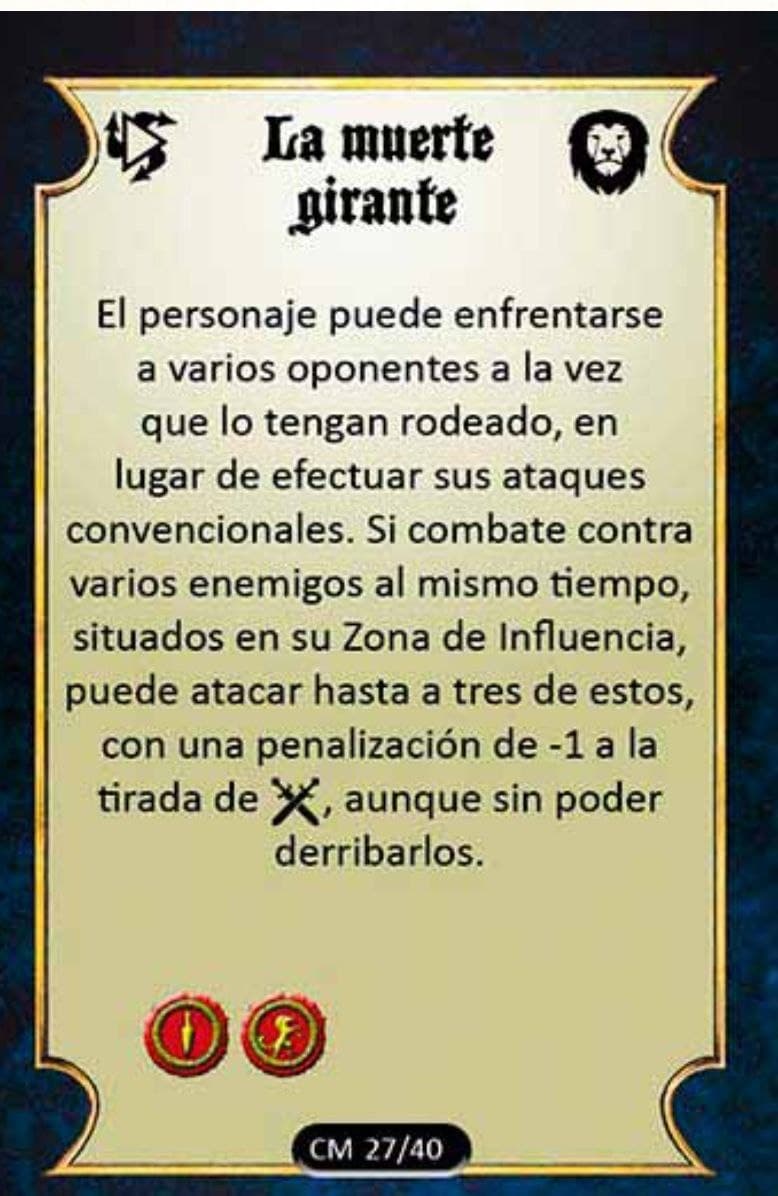 La muerte
girante
El personaje puede enfrentarse
a varios oponentes a la vez
que lo tengan rodeado, en
lugar de efectuar sus ataques
convencionales. Si combate contra
varios enemigos al mismo tiempo,
situados en su Zona de Influencia,
puede atacar hasta a tres de estos,
con una penalización de -1 a la
tirada de , aunque sin poder
derribarlos.
CM 27/40